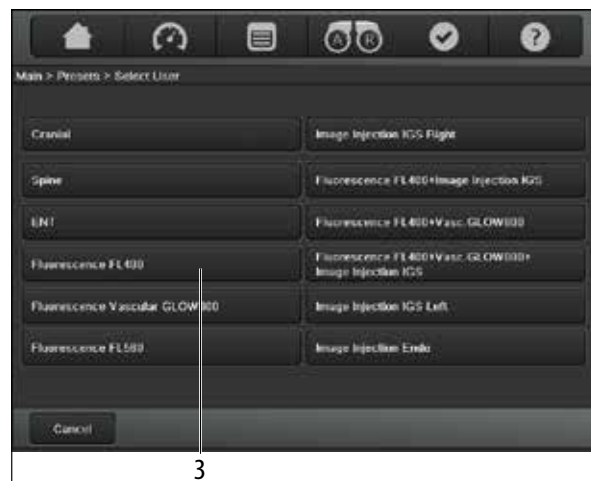 A R ?
Main > Presets > Select User
Cranial
Spine
ENT
Fluorescence FL400
Fluorescence Vascular GLOW800
Fluorescence FL560
Image Injection IGS Right
Fluorescence FL400+Image Injection IGS
Fluorescence FL400+Vasc. GLOW800
Fluorescence FL400+Vasc. GLOW800+
Image Injection IGS
Image Injection IGS Left
Image Injection Endo
Cancel
3